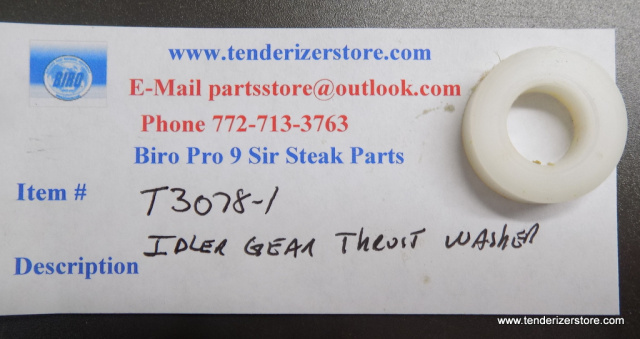 www.tenderizerstore.com
BIRO
E-Mail partsstore@outlook.com
Phone 772-713-3763
Biro Pro 9 Sir Steak Parts
Item # T3078-1
Description IDLER GEAR THRUST WASHER
www.tenderizerstore.com